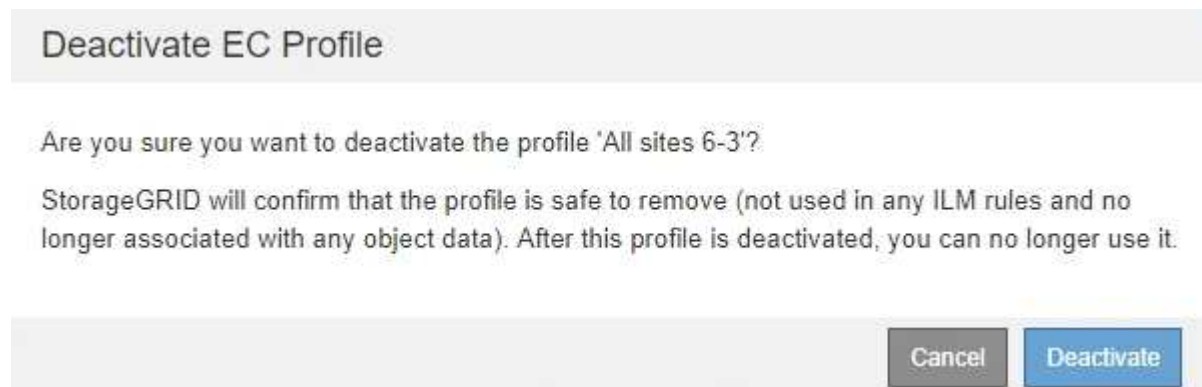 Deactivate EC Profile
Are you sure you want to deactivate the profile 'All sites 6-3'?
StorageGRID will confirm that the profile is safe to remove (not used in any ILM rules and no
longer associated with any object data). After this profile is deactivated, you can no longer use it.
Cancel Deactivate